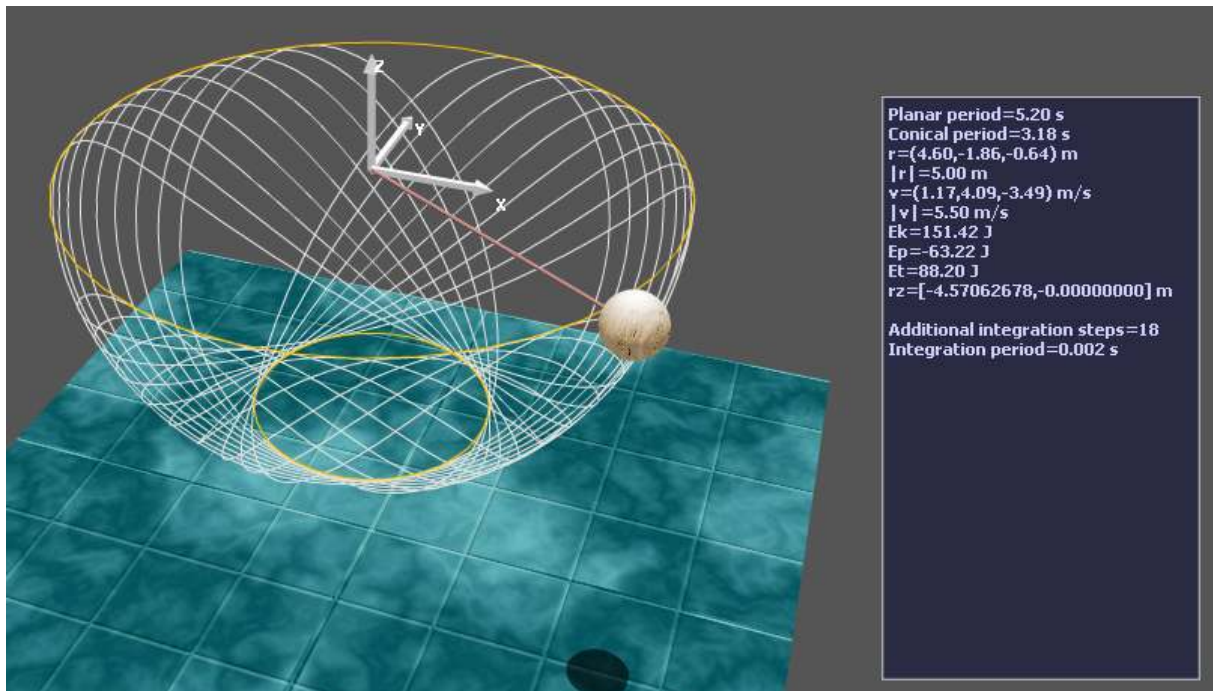 Z
Y
X
Planar period=5.20 s
Conical period=3.18 s
r=(4.60,-1.86,-0.64) m
|r|=5.00 m
v=(1.17,4.09,-3.49) m/s
|v|=5.50 m/s
Ek=151.42 J
Ep=-63.22 J
Et=88.20 J
rz=[-4.57062678,-0.00000000] m
Additional integration steps=18
Integration period=0.002 s